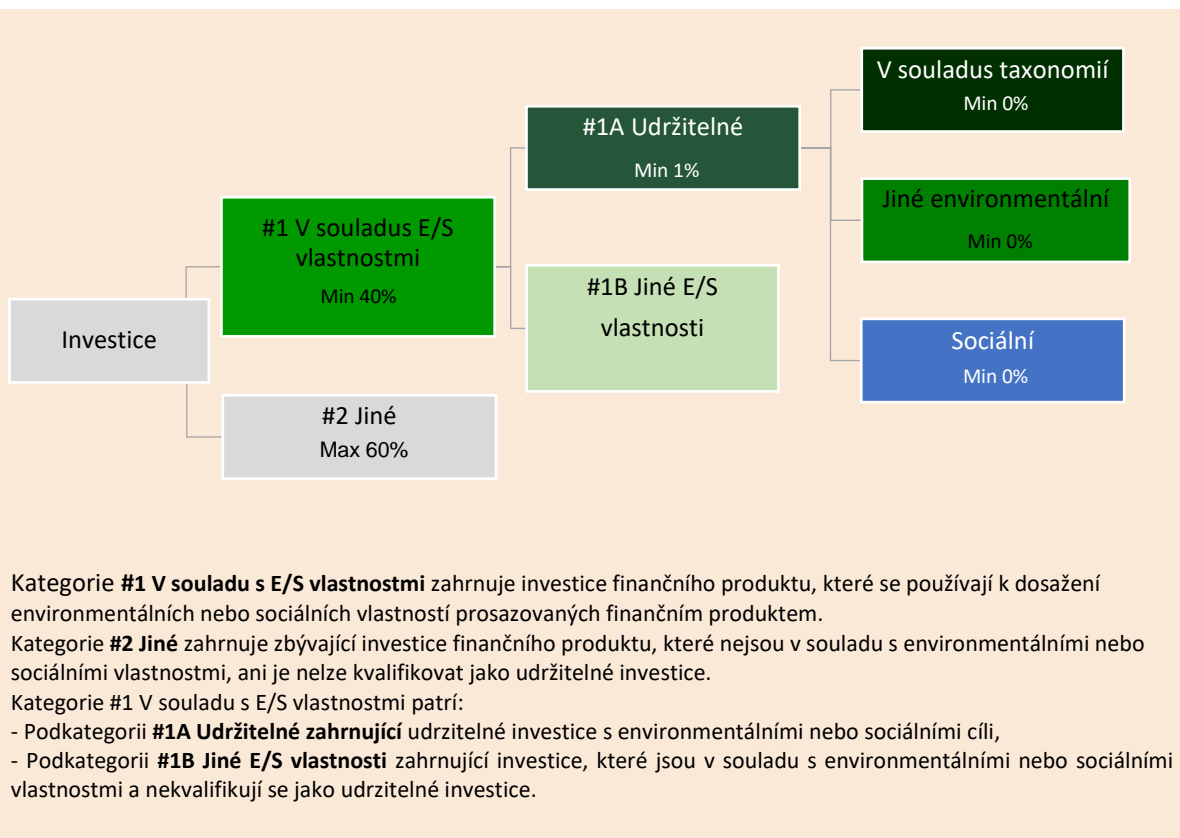 V souladus taxonomií
Min 0%
#1A Udržitelné
Min 1%
Jiné environmentální
Min 0%
#1 V souladus E/S
vlastnostmi
Min 40%
#1B Jiné E/S
vlastnosti
Investice
Sociální
Min 0%
#2 Jiné
Max 60%
Kategorie #1 V souladu s E/S vlastnostmi zahrnuje investice finančního produktu, které se používají k dosažení
environmentálních nebo sociálních vlastností prosazovaných finančním produktem.
Kategorie #2 Jiné zahrnuje zbývající investice finančního produktu, které nejsou v souladu s environmentálními nebo
sociálními vlastnostmi, ani je nelze kvalifikovat jako udržitelné investice.
Kategorie #1 V souladu s E/S vlastnostmi patrí:
- Podkategorii #1A Udržitelné zahrnující udrzitelné investice s environmentálními nebo sociálními cíli,
- Podkategorii #1B Jiné E/S vlastnosti zahrnující investice, které jsou v souladu s environmentálními nebo sociálními
vlastnostmi a nekvalifikují se jako udrzitelné investice.